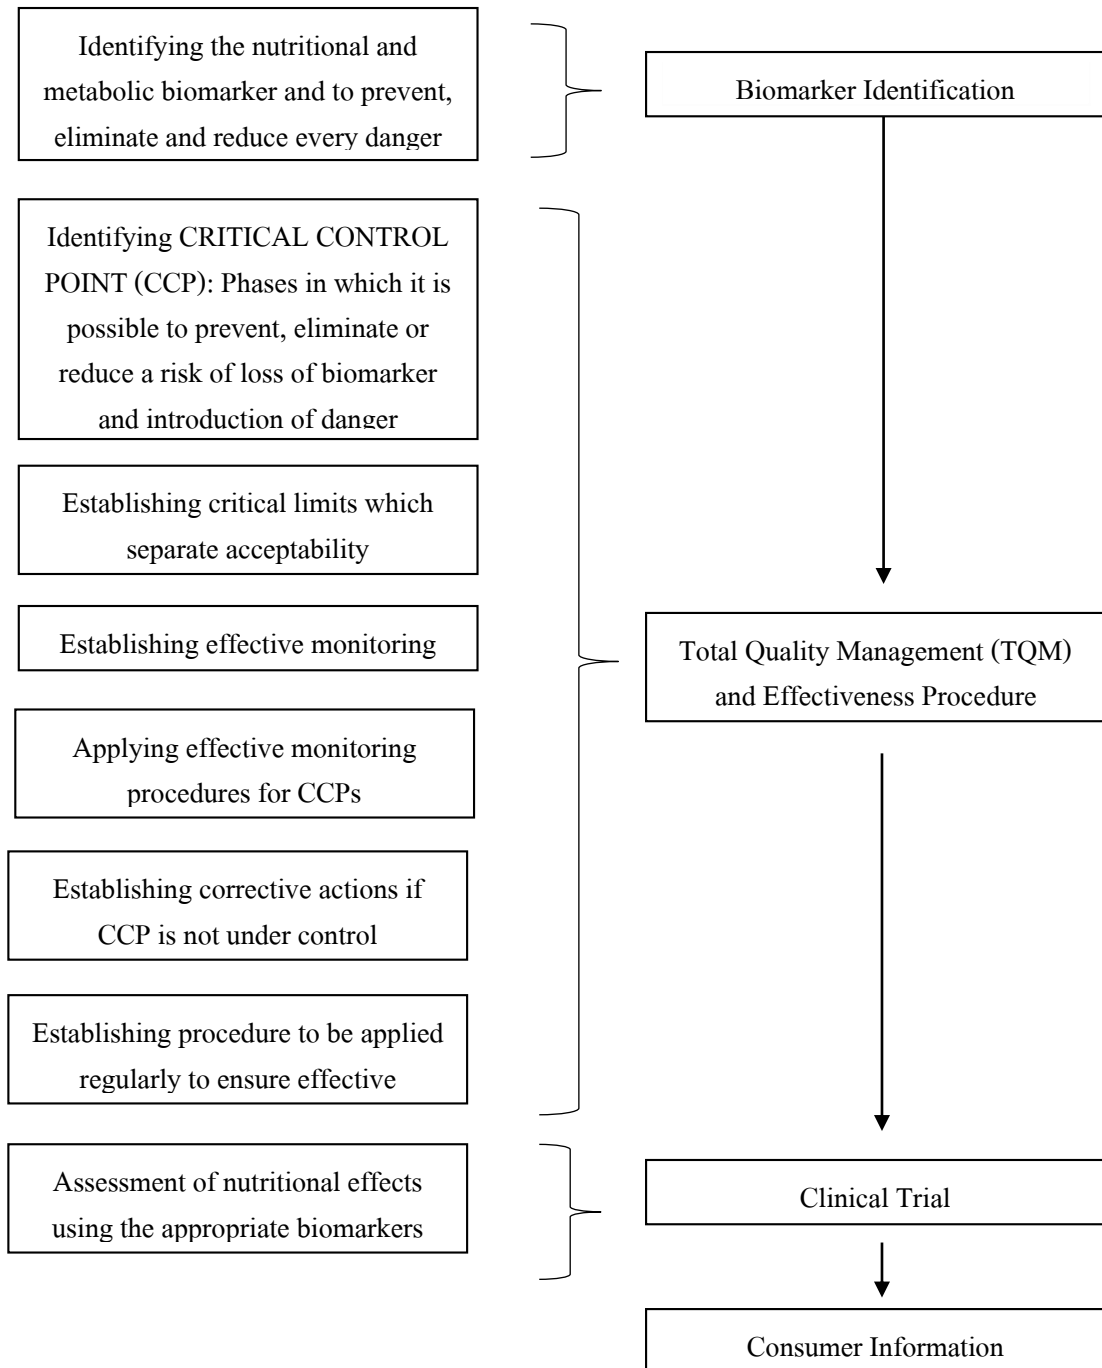 Identifying the nutritional and
metabolic biomarker and to prevent,
eliminate and reduce every danger
Biomarker Identification
Identifying CRITICAL CONTROL
POINT (CCP): Phases in which it is
possible to prevent, eliminate or
reduce a risk of loss of biomarker
and introduction of danger
Establishing critical limits which
separate acceptability
Establishing effective monitoring
Applying effective monitoring
procedures for CCPs
Establishing corrective actions if
CCP is not under control
Establishing procedure to be applied
regularly to ensure effective
Total Quality Management (TQM)
and Effectiveness Procedure
Assessment of nutritional effects
using the appropriate biomarkers
Clinical Trial
Consumer Information